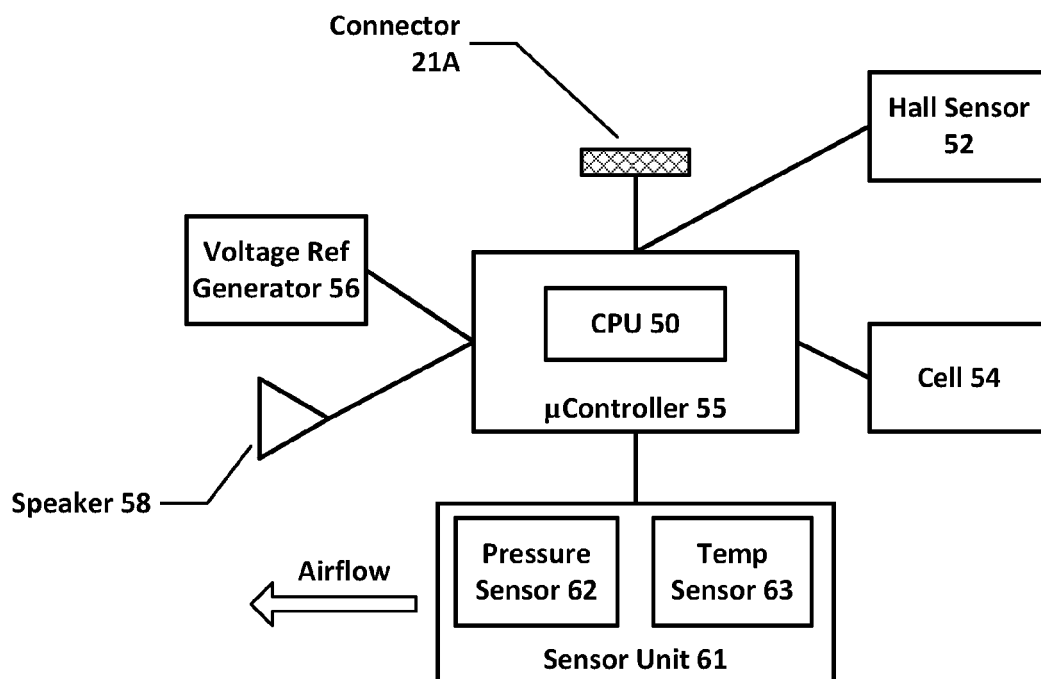 Connector
21A
Hall Sensor
52
Voltage Ref
Generator 56
CPU 50
Cell 54
µController 55
Speaker 58
Pressure
Sensor 62
Temp
Sensor 63
Airflow
Sensor Unit 61